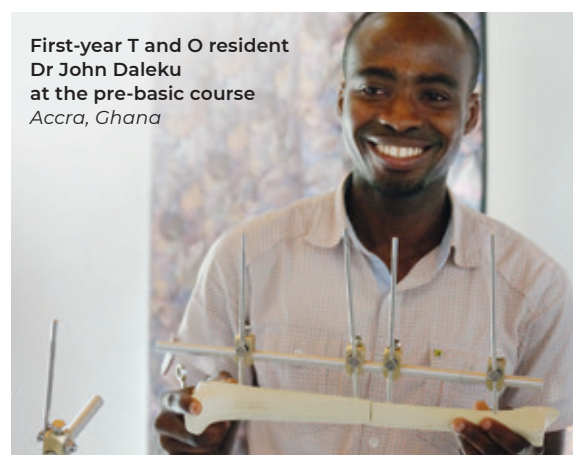 First-year T and O resident
Dr John Daleku
at the pre-basic course
Accra, Ghana